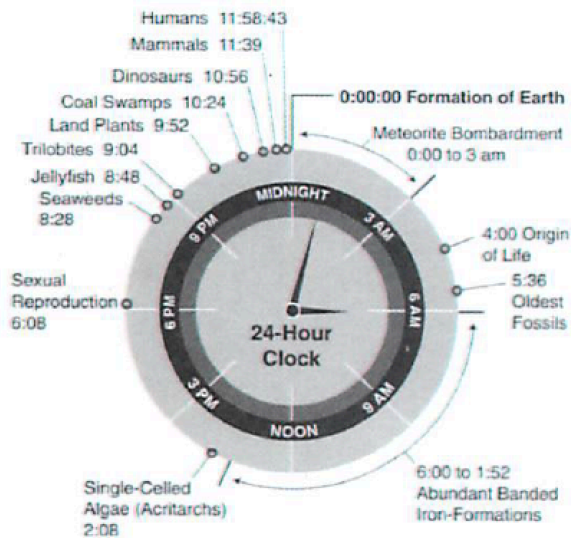 Humans 11:58:43
Mammals 11:39
Dinosaurs 10:56
Coal Swamps 10:24
Land Plants 9:52
Trilobites 9:04
Jellyfish 8:48
Seaweeds
8:28
Sexual
Reproduction
6:08
Single-Celled
Algae (Acritarchs)
2:08
0:00:00 Formation of Earth
Meteorite Bombardment
0:00 to 3 am
4:00 Origin
of Life
5:36
Oldest
Fossils
6:00 to 1:52
Abundant Banded
Iron-Formations
MIDNIGHT
3 AM
6 AM
9 AM
NOON
3 PM
6 PM
9 PM
24-Hour
Clock